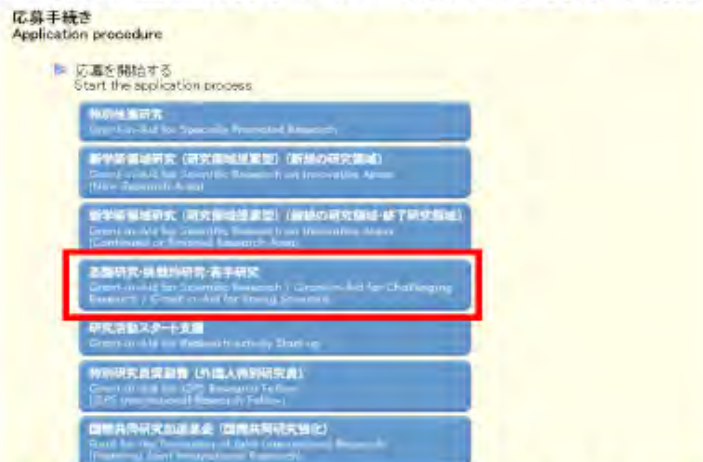 応募手続き
Application procedure
応募を開始する
Start the application process
特別推進研究
Grant-in-Aid for Specially Promoted Research
新学術領域研究（研究領域提案型）（新規の研究領域）
Grant-in-Aid for Scientific Research on Innovative Areas
(New Research Area)
新学術領域研究（研究領域提案型）（継続の研究領域・終了研究領域）
Grant-in-Aid for Scientific Research on Innovative Areas
(Continued or Finished Research Area)
基盤研究・挑戦的研究・若手研究
Grant-in-Aid for Scientific Research / Grant-in-Aid for Challenging
Research / Grant-in-Aid for Young Scientists
研究活動スタート支援
Grant-in-Aid for Research Activity Start-up
特別研究員奨励費（外国人特別研究員）
Grant-in-Aid for JSPS Research Fellow
(JSPS International Research Fellow)
国際共同研究加速基金（国際共同研究強化）
Fund for the Promotion of Joint International Research
(Fostering Joint International Research)